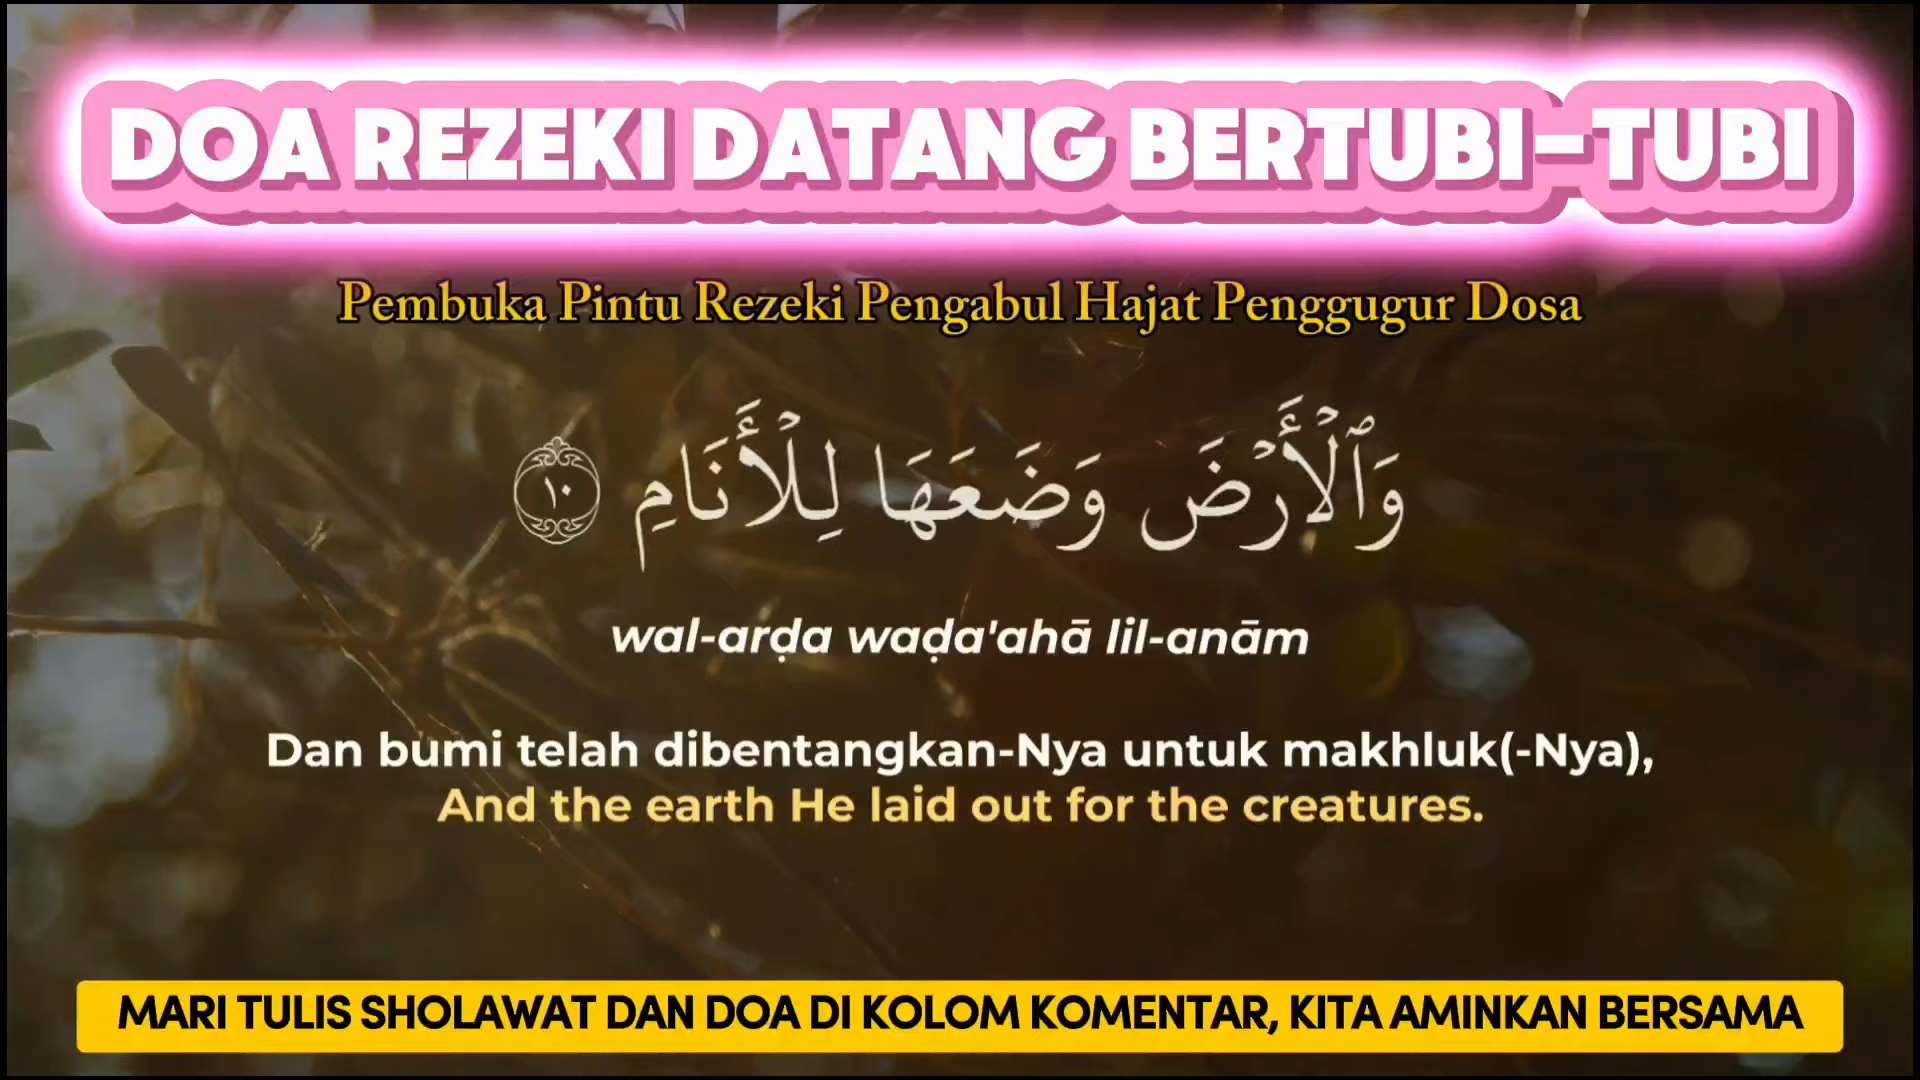 DOA REZEKI DATANG BERTUBI-TUBI
Pembuka Pintu Rezeki Pengabul Hajat Penggugur Dosa
وَٱلْأَرْضَ وَضَعَهَا لِلْأَنَامِ ١٠
wal-arḍa waḍa'ahā lil-anām
Dan bumi telah dibentangkan-Nya untuk makhluk(-Nya),
And the earth He laid out for the creatures.
MARI TULIS SHOLAWAT DAN DOA DI KOLOM KOMENTAR, KITA AMINKAN BERSAMA